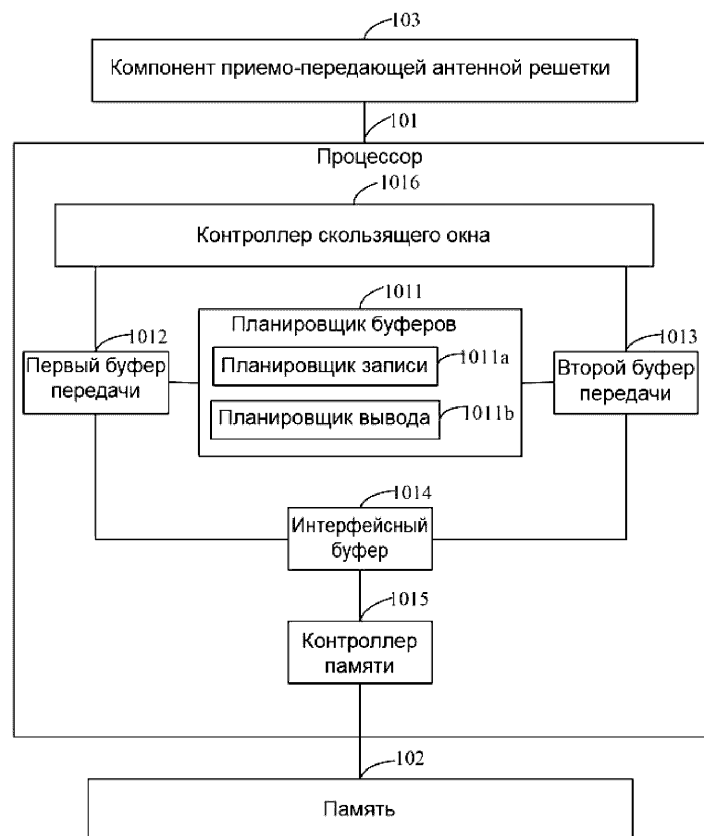 103
Компонент приемо-передающей антенной решетки
101
Процессор
1016
Контроллер скользящего окна
1011
Планировщик буферов
1012
Первый буфер
передачи
Планировщик записи
1011a
Планировщик вывода
1011b
1013
Второй буфер
передачи
1014
Интерфейсный
буфер
1015
Контроллер
памяти
102
Память